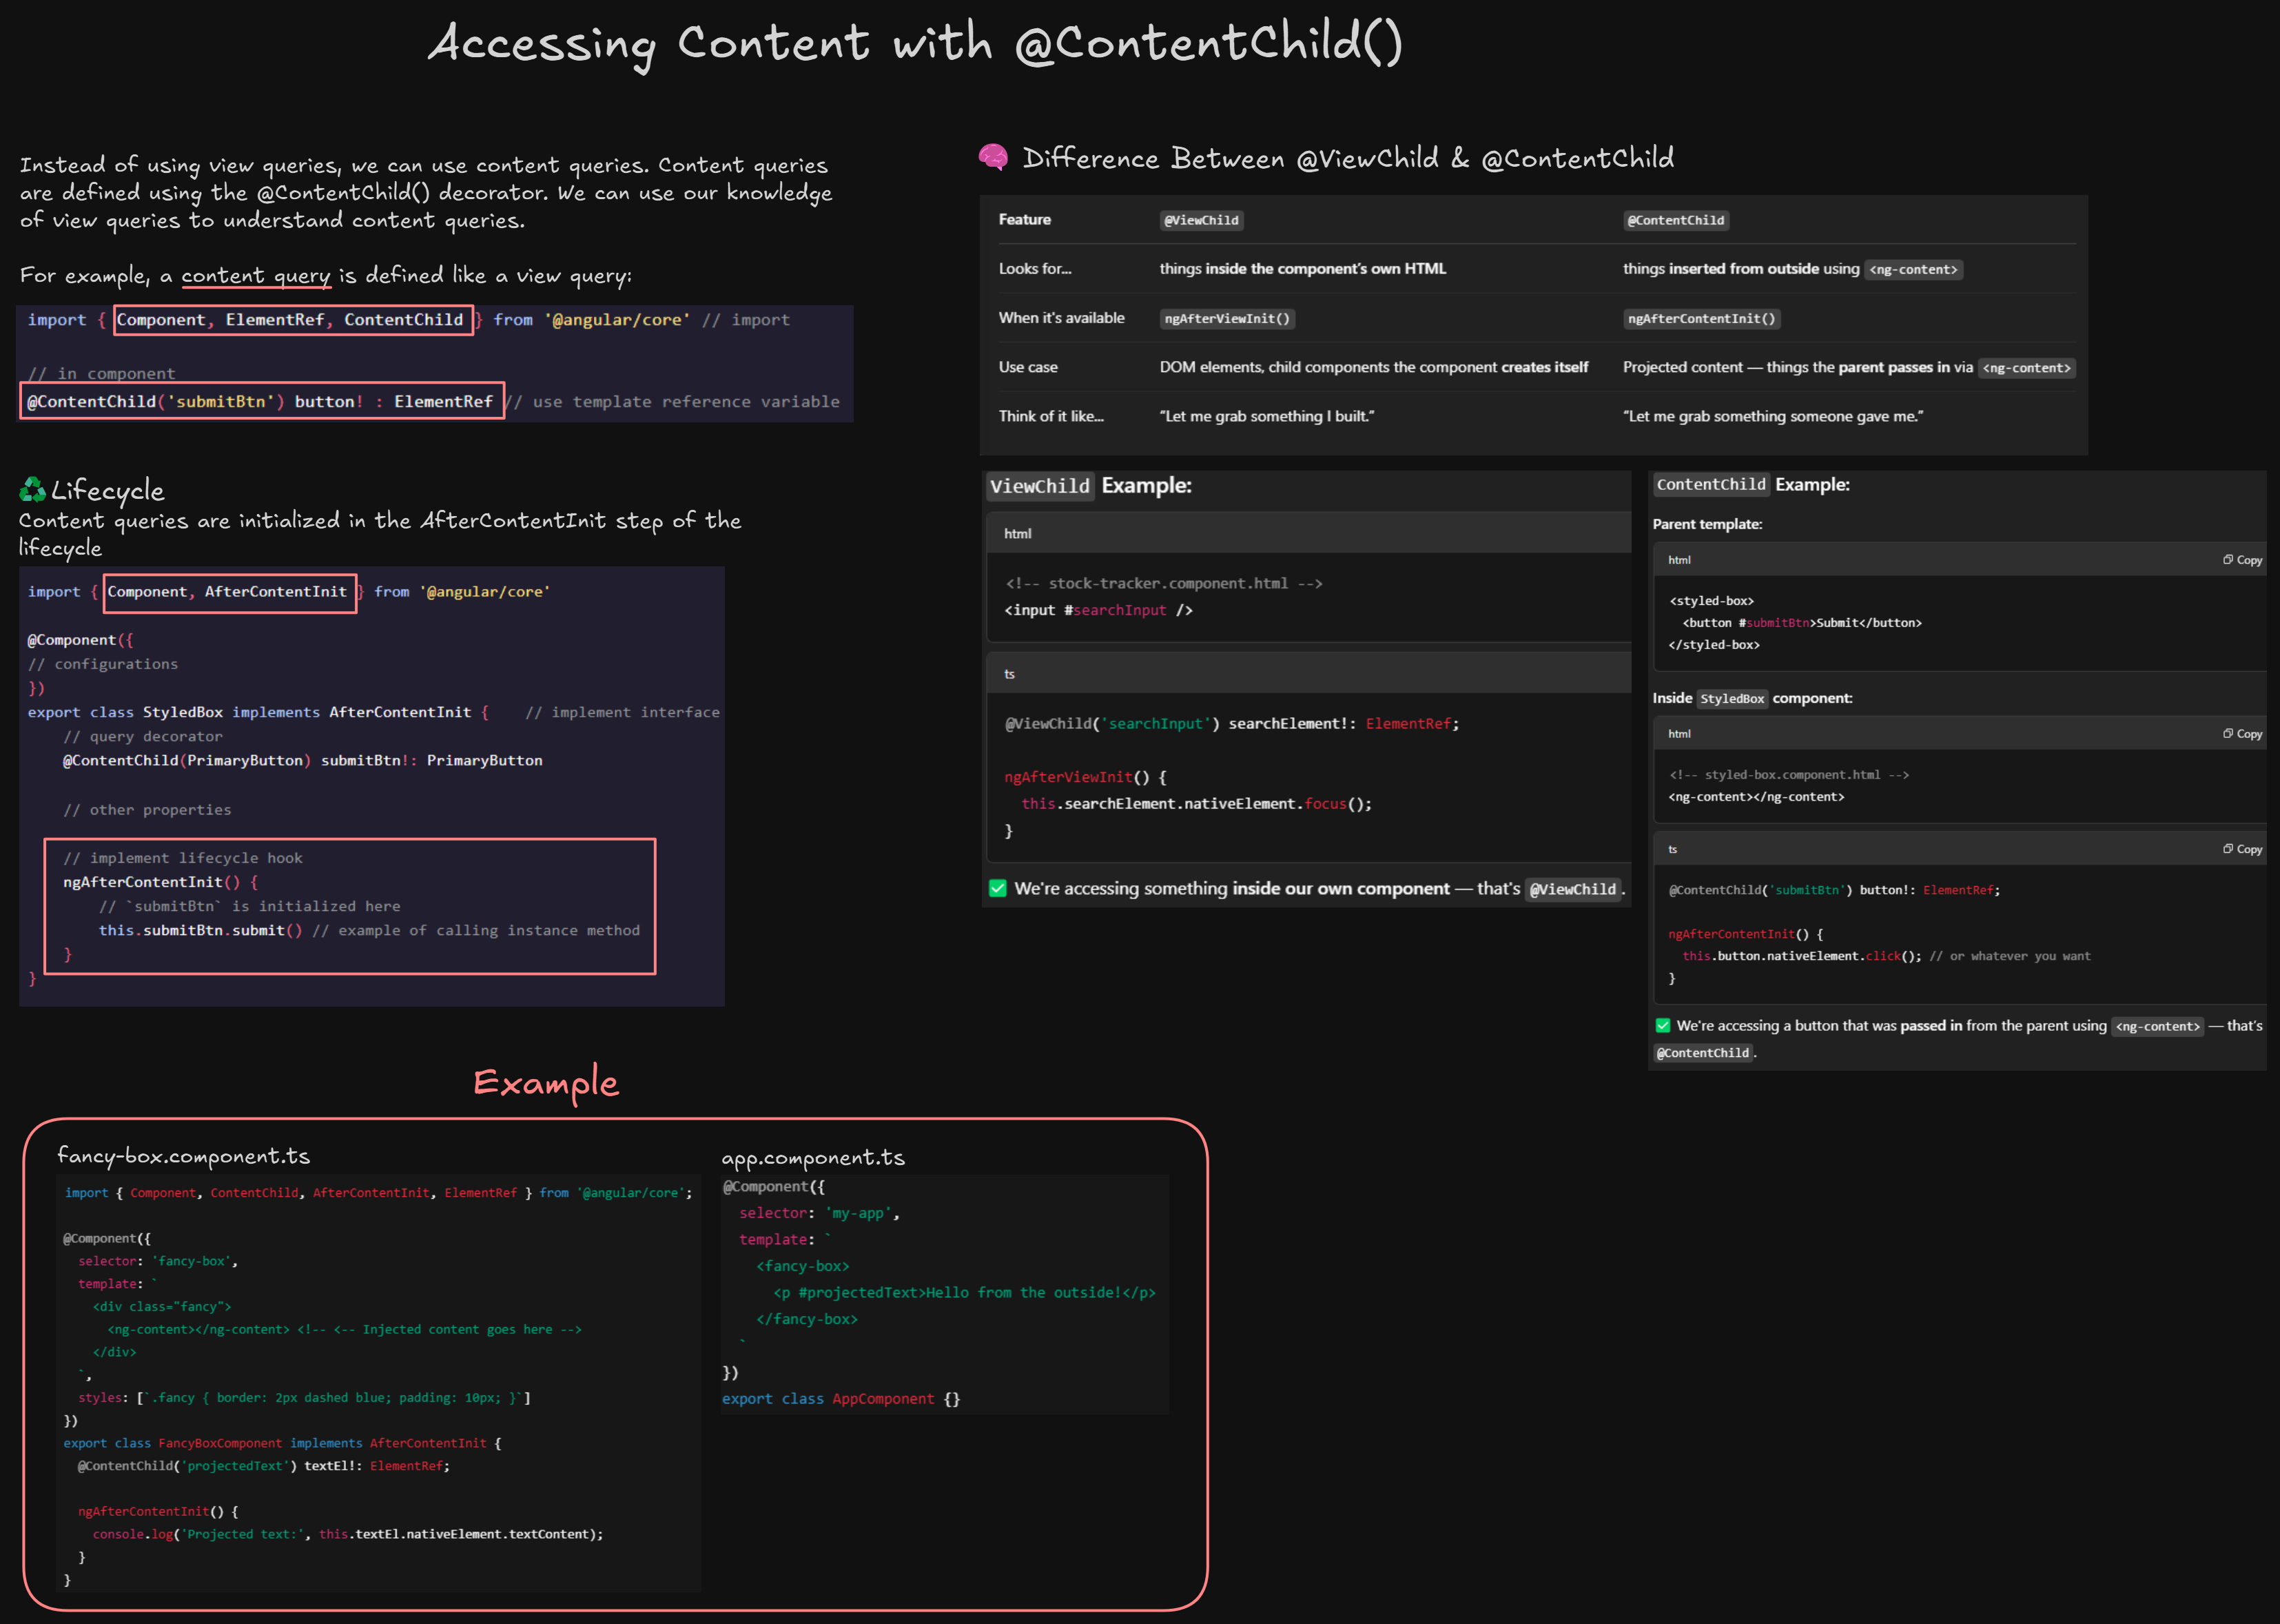 Accessing Content with @ContentChild()
Instead of using view queries, we can use content queries. Content queries
are defined using the @ContentChild() decorator. We can use our knowledge
of view queries to understand content queries.
For example, a content query is defined like a view query:
import { Component, ElementRef, ContentChild } from '@angular/core' // import
// in component
@ContentChild('submitBtn') button! : ElementRef // use template reference variable
♻️Lifecycle
Content queries are initialized in the AfterContentInit step of the
lifecycle
import { Component, AfterContentInit } from '@angular/core'
@Component({
// configurations
})
export class StyledBox implements AfterContentInit {    // implement interface
    // query decorator
    @ContentChild(PrimaryButton) submitBtn!: PrimaryButton
    // other properties
    // implement lifecycle hook
    ngAfterContentInit() {
        // `submitBtn` is initialized here
        this.submitBtn.submit() // example of calling instance method
    }
}
🧠 Difference Between @ViewChild & @ContentChild
Feature @ViewChild @ContentChild
Looks for... things inside the component's own HTML things inserted from outside using <ng-content>
When it's available ngAfterViewInit() ngAfterContentInit()
Use case DOM elements, child components the component creates itself Projected content — things the parent passes in via <ng-content>
Think of it like... “Let me grab something I built.” “Let me grab something someone gave me.”
ViewChild Example:
html
<!-- stock-tracker.component.html -->
<input #searchInput />
ts
@ViewChild('searchInput') searchElement!: ElementRef;
ngAfterViewInit() {
  this.searchElement.nativeElement.focus();
}
✅ We're accessing something inside our own component — that's @ViewChild.
ContentChild Example:
Parent template:
html Copy
<styled-box>
  <button #submitBtn>Submit</button>
</styled-box>
Inside StyledBox component:
html Copy
<!-- styled-box.component.html -->
<ng-content></ng-content>
ts Copy
@ContentChild('submitBtn') button!: ElementRef;
ngAfterContentInit() {
  this.button.nativeElement.click(); // or whatever you want
}
✅ We're accessing a button that was passed in from the parent using <ng-content> — that's
@ContentChild.
Example
fancy-box.component.ts
import { Component, ContentChild, AfterContentInit, ElementRef } from '@angular/core';
@Component({
  selector: 'fancy-box',
  template: `
    <div class="fancy">
      <ng-content></ng-content> <!-- <-- Injected content goes here -->
    </div>
  `,
  styles: [`.fancy { border: 2px dashed blue; padding: 10px; }`]
})
export class FancyBoxComponent implements AfterContentInit {
  @ContentChild('projectedText') textEl!: ElementRef;
  ngAfterContentInit() {
    console.log('Projected text:', this.textEl.nativeElement.textContent);
  }
}
app.component.ts
@Component({
  selector: 'my-app',
  template: `
    <fancy-box>
      <p #projectedText>Hello from the outside!</p>
    </fancy-box>
  `
})
export class AppComponent {}